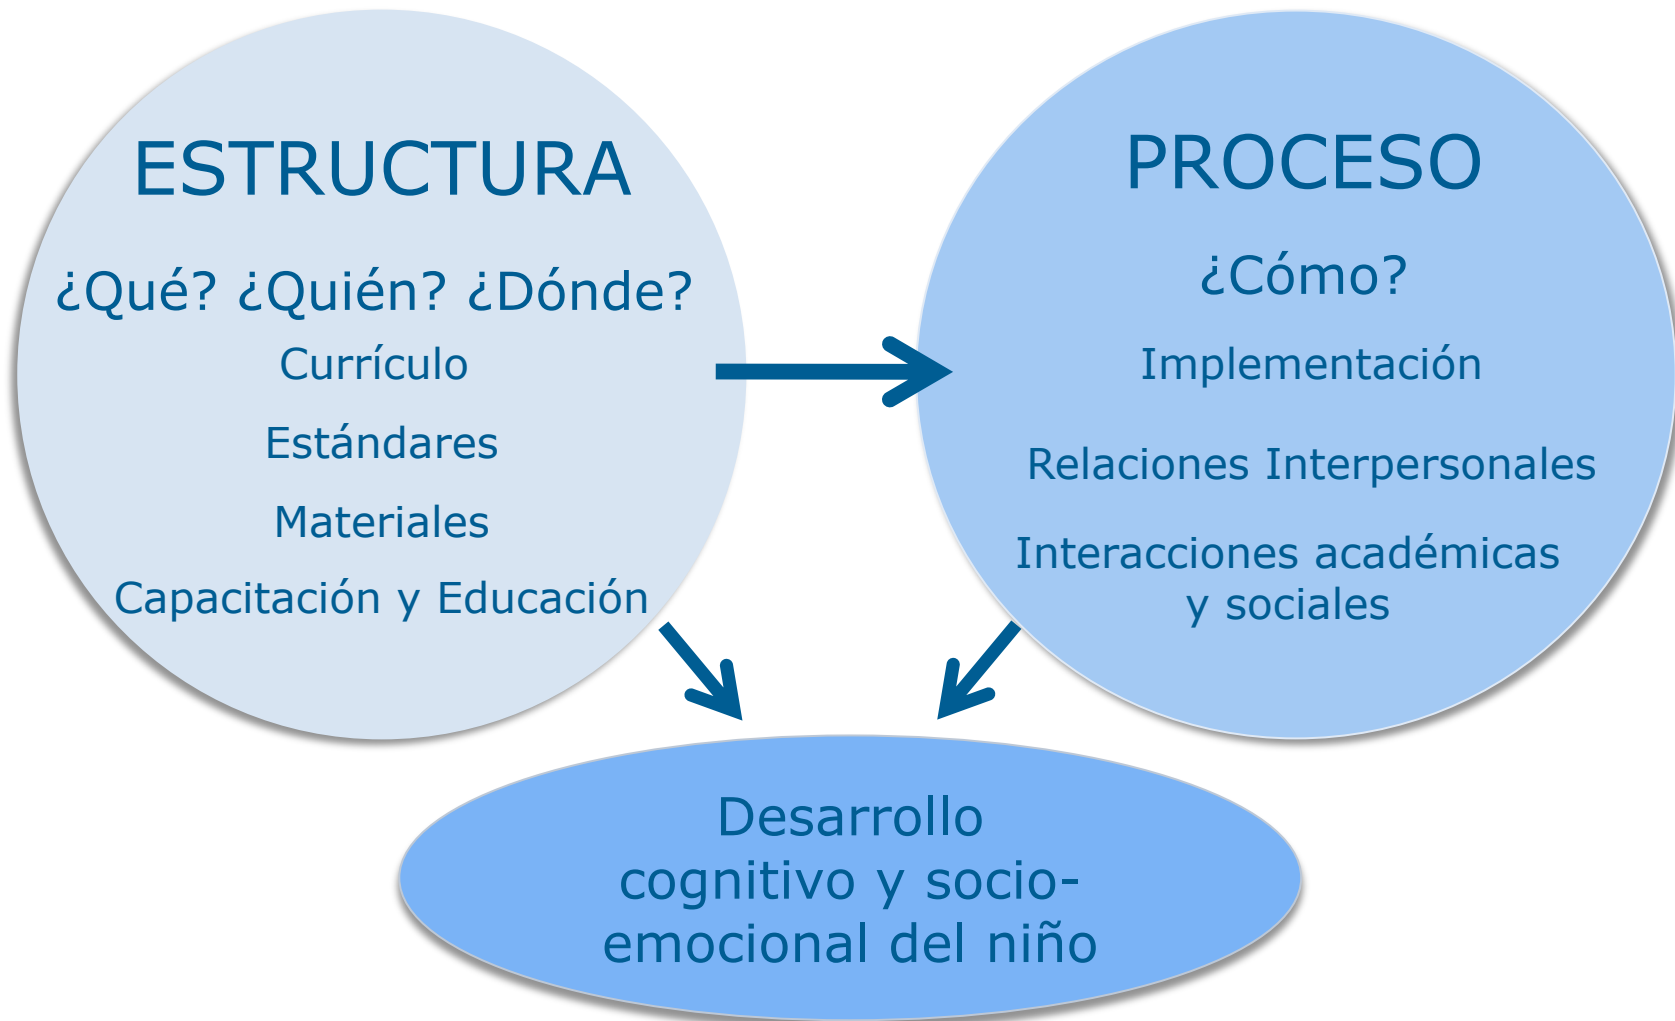 ESTRUCTURA
¿Qué? ¿Quién? ¿Dónde?
Currículo
Estándares
Materiales
Capacitación y Educación
PROCESO
¿Cómo?
Implementación
Relaciones Interpersonales
Interacciones académicas
y sociales
Desarrollo
cognitivo y socio-
emocional del niño